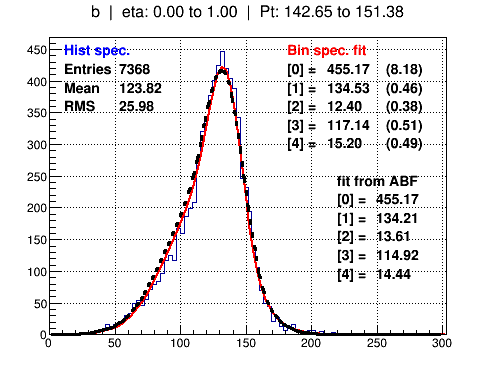 b | eta: 0.00 to 1.00 | Pt: 142.65 to 151.38
Hist spec.
Entries 7368
Mean 123.82
RMS 25.98
Bin spec. fit
[0] = 455.17 (8.18)
[1] = 134.53 (0.46)
[2] = 12.40 (0.38)
[3] = 117.14 (0.51)
[4] = 15.20 (0.49)
fit from ABF
[0] = 455.17
[1] = 134.21
[2] = 13.61
[3] = 114.92
[4] = 14.44
450
400
350
300
250
200
150
100
50
0
0 50 100 150 200 250 300